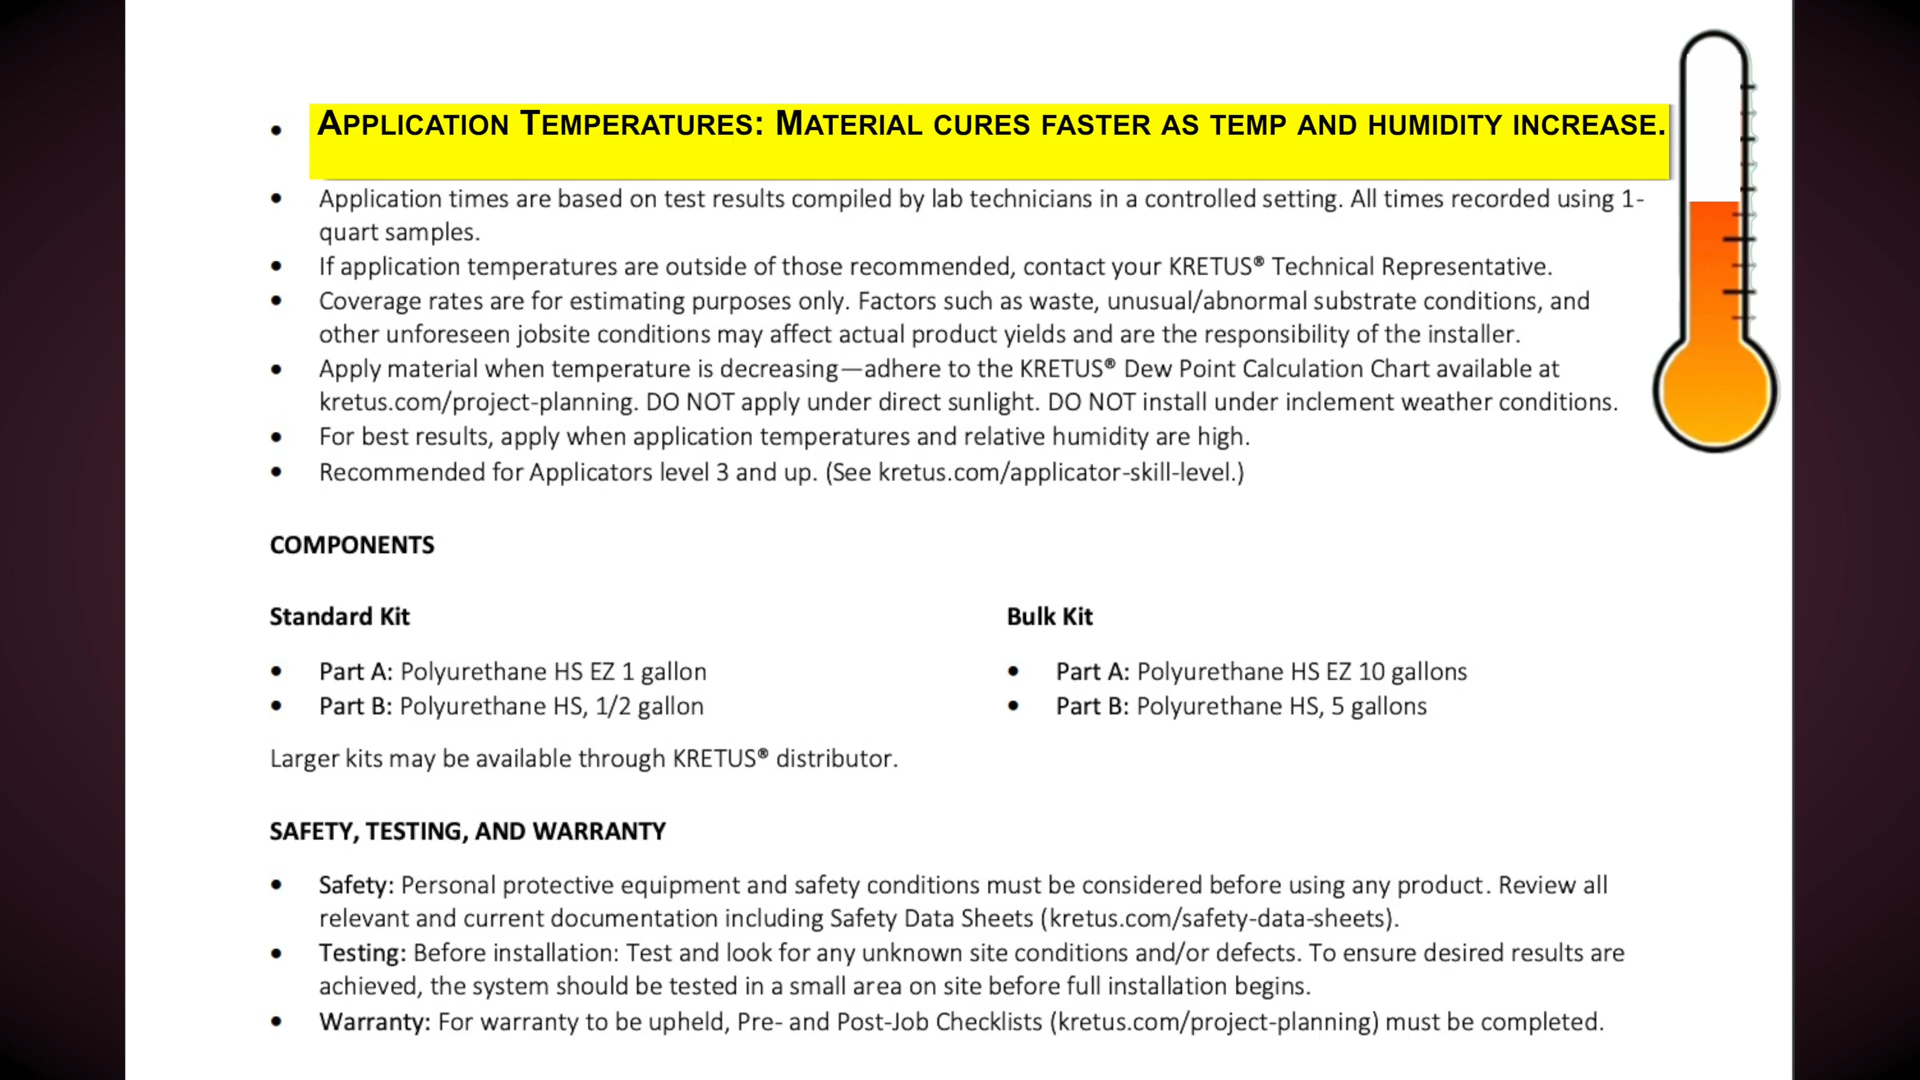 • APPLICATION TEMPERATURES: MATERIAL CURES FASTER AS TEMP AND HUMIDITY INCREASE.
• Application times are based on test results compiled by lab technicians in a controlled setting. All times recorded using 1-
quart samples.
• If application temperatures are outside of those recommended, contact your KRETUS® Technical Representative.
• Coverage rates are for estimating purposes only. Factors such as waste, unusual/abnormal substrate conditions, and
other unforeseen jobsite conditions may affect actual product yields and are the responsibility of the installer.
• Apply material when temperature is decreasing—adhere to the KRETUS® Dew Point Calculation Chart available at
kretus.com/project-planning. DO NOT apply under direct sunlight. DO NOT install under inclement weather conditions.
• For best results, apply when application temperatures and relative humidity are high.
• Recommended for Applicators level 3 and up. (See kretus.com/applicator-skill-level.)
COMPONENTS
Standard Kit
• Part A: Polyurethane HS EZ 1 gallon
• Part B: Polyurethane HS, 1/2 gallon
Bulk Kit
• Part A: Polyurethane HS EZ 10 gallons
• Part B: Polyurethane HS, 5 gallons
Larger kits may be available through KRETUS® distributor.
SAFETY, TESTING, AND WARRANTY
• Safety: Personal protective equipment and safety conditions must be considered before using any product. Review all
relevant and current documentation including Safety Data Sheets (kretus.com/safety-data-sheets).
• Testing: Before installation: Test and look for any unknown site conditions and/or defects. To ensure desired results are
achieved, the system should be tested in a small area on site before full installation begins.
• Warranty: For warranty to be upheld, Pre- and Post-Job Checklists (kretus.com/project-planning) must be completed.